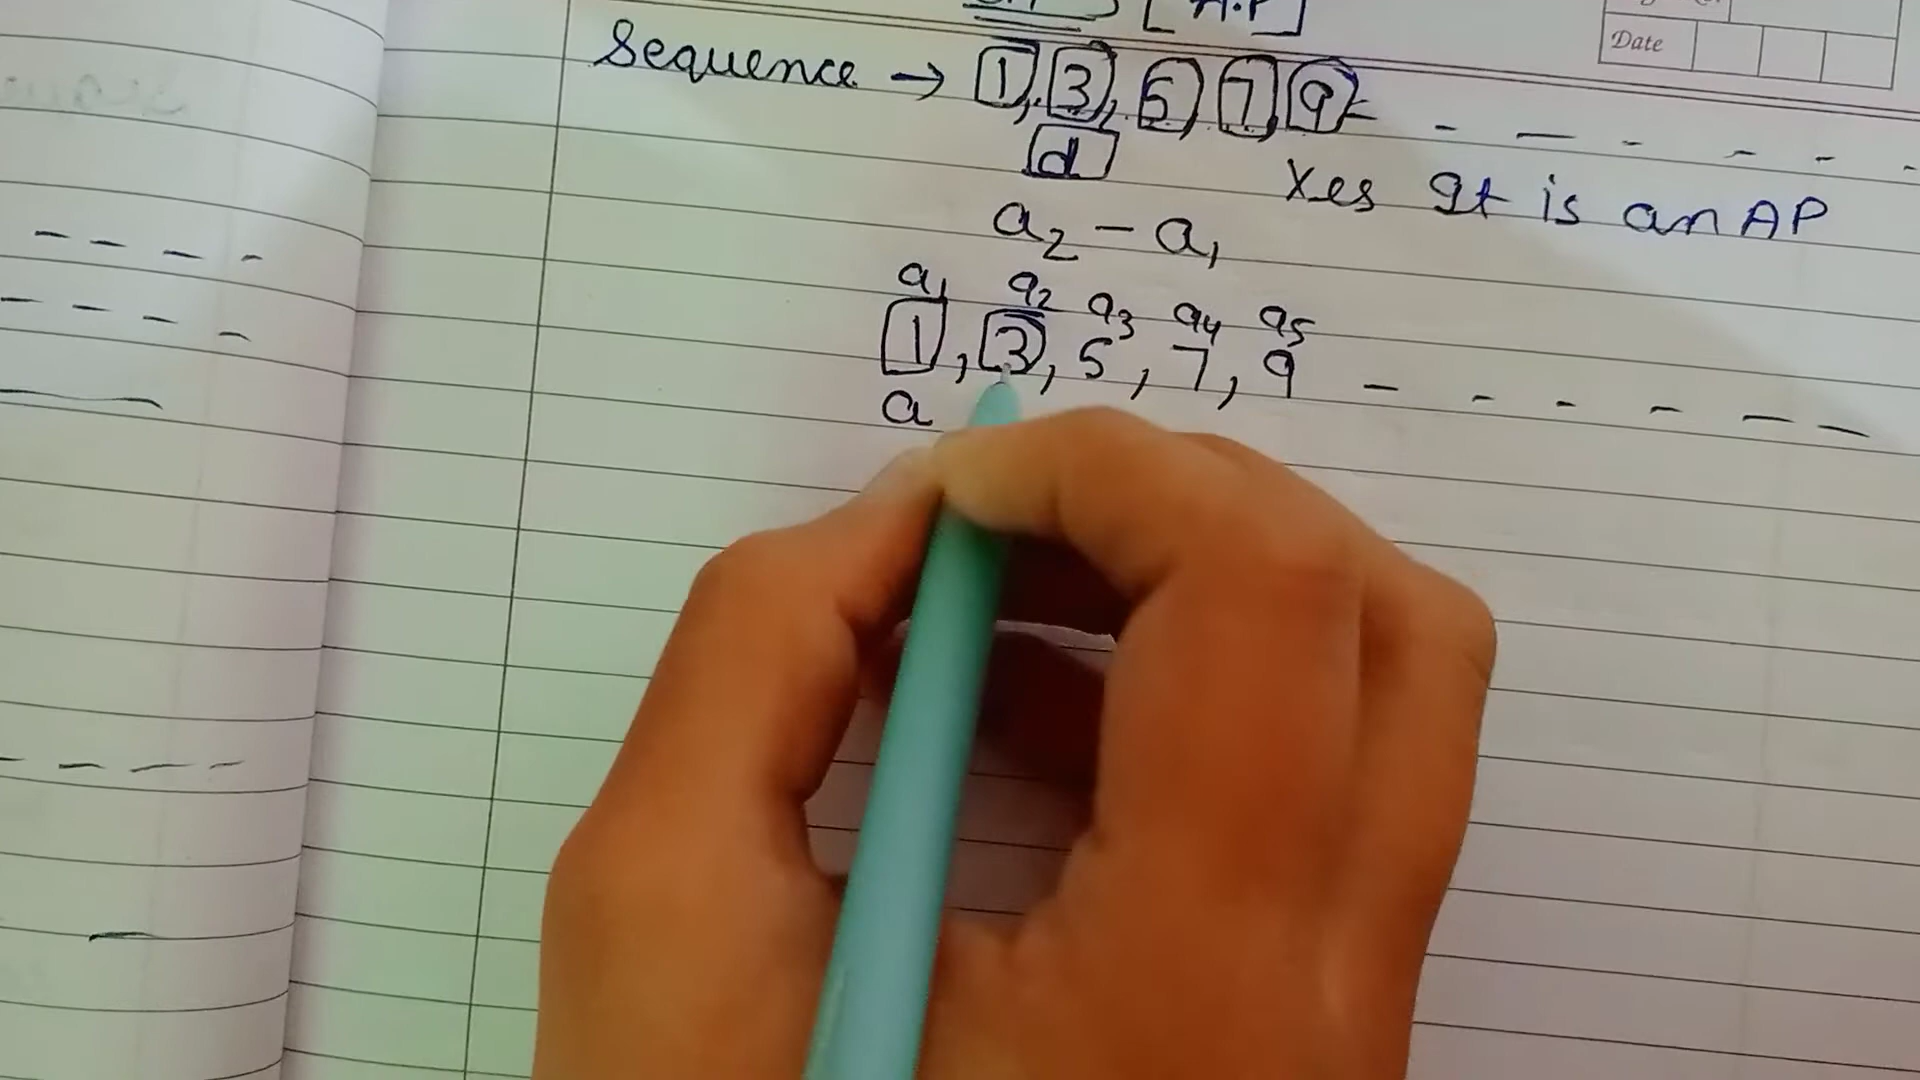 [A.P]
Date
Sequence → 1, 3, 5, 7, 9 - - - - - - -
d
Yes It is an AP
a₂ - a₁
a₁ a₂ a₃ a₄ a₅
1, 3, 5, 7, 9 - - - - - -
a